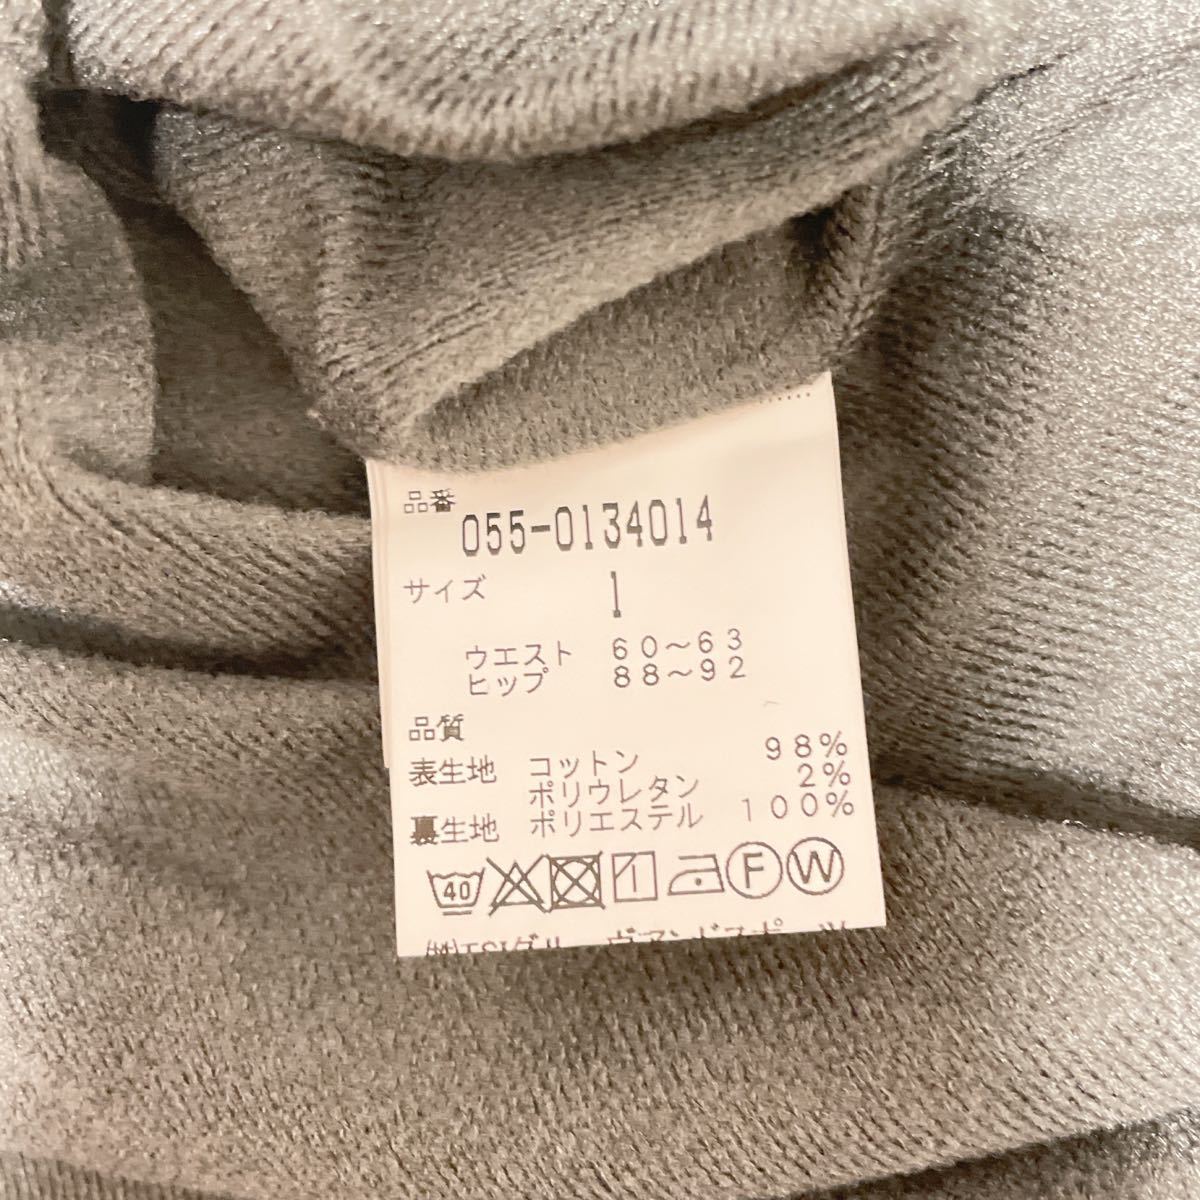 品番 055-0134014
サイズ 1
ウエスト 60～63
ヒップ 88～92
品質
表生地 コットン 98%
ポリウレタン 2%
裏生地 ポリエステル 100%
40 1 F W